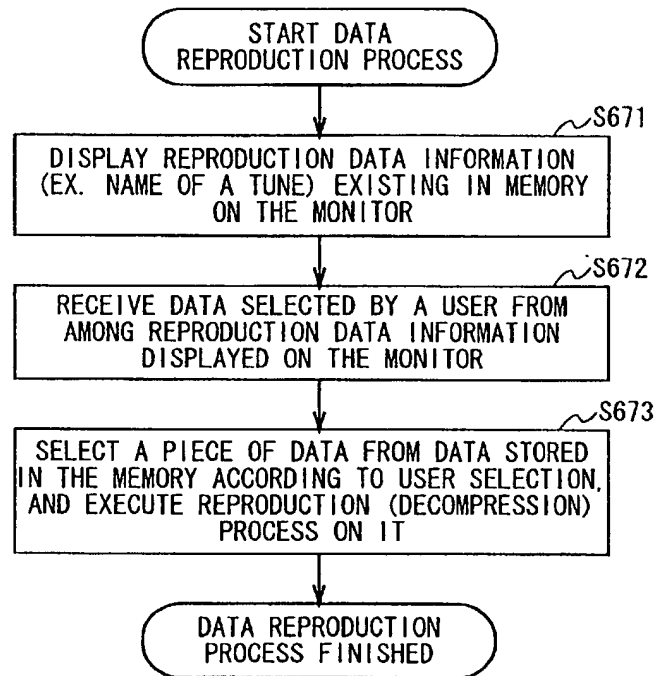 START DATA
REPRODUCTION PROCESS
S671
DISPLAY REPRODUCTION DATA INFORMATION
(EX. NAME OF A TUNE) EXISTING IN MEMORY
ON THE MONITOR
S672
RECEIVE DATA SELECTED BY A USER FROM
AMONG REPRODUCTION DATA INFORMATION
DISPLAYED ON THE MONITOR
S673
SELECT A PIECE OF DATA FROM DATA STORED
IN THE MEMORY ACCORDING TO USER SELECTION,
AND EXECUTE REPRODUCTION (DECOMPRESSION)
PROCESS ON IT
DATA REPRODUCTION
PROCESS FINISHED